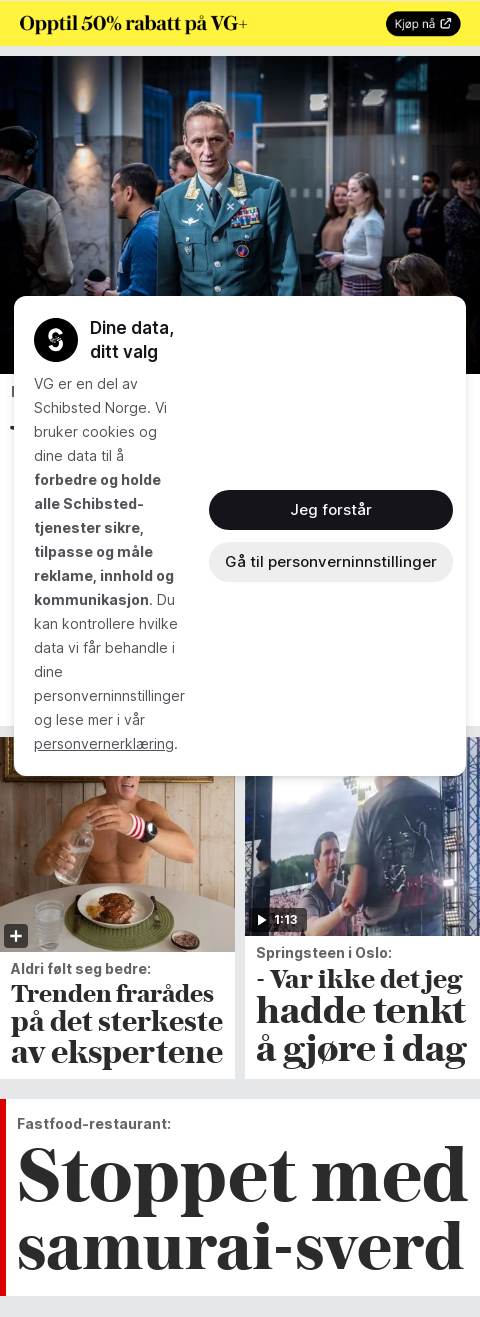 Opptil 50% rabatt på VG+
Kjøp nå
Dine data,
ditt valg
VG er en del av
Schibsted Norge. Vi
bruker cookies og
dine data til å
forbedre og holde
alle Schibsted-
tjenester sikre,
tilpasse og måle
reklame, innhold og
kommunikasjon. Du
kan kontrollere hvilke
data vi får behandle i
dine
personverninnstillinger
og lese mer i vår
personvernerklæring.
Jeg forstår
Gå til personverninnstillinger
1:13
Aldri følt seg bedre:
Trenden frarådes
på det sterkeste
av ekspertene
Springsteen i Oslo:
- Var ikke det jeg
hadde tenkt
å gjøre i dag
Fastfood-restaurant:
Stoppet med
samurai-sverd